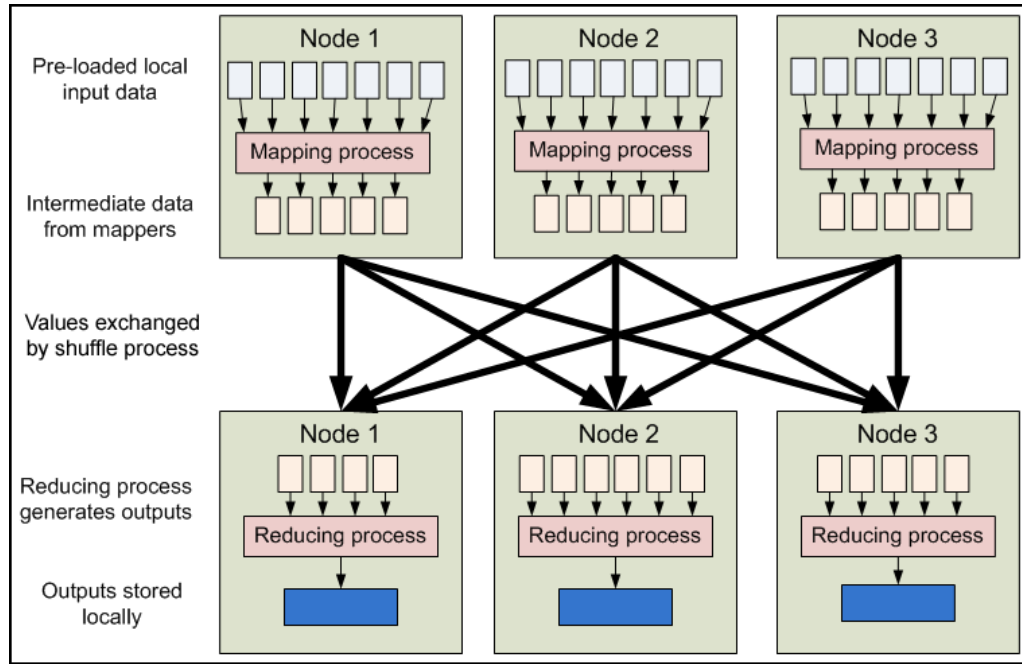 Node 1
Node 2
Node 3
Pre-loaded local
input data
Mapping process
Mapping process
Mapping process
Intermediate data
from mappers
Values exchanged
by shuffle process
Node 1
Node 2
Node 3
Reducing process
generates outputs
Reducing process
Reducing process
Reducing process
Outputs stored
locally